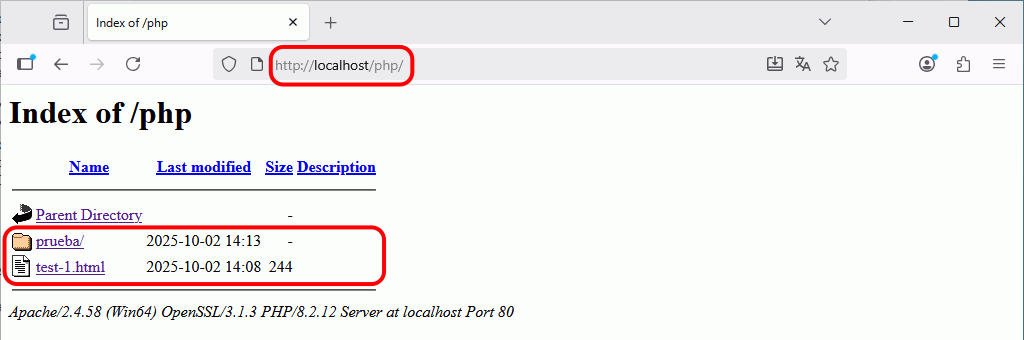 Index of /php
http://localhost/php/
Index of /php
Name Last modified Size Description
Parent Directory -
prueba/ 2025-10-02 14:13 -
test-1.html 2025-10-02 14:08 244
Apache/2.4.58 (Win64) OpenSSL/3.1.3 PHP/8.2.12 Server at localhost Port 80